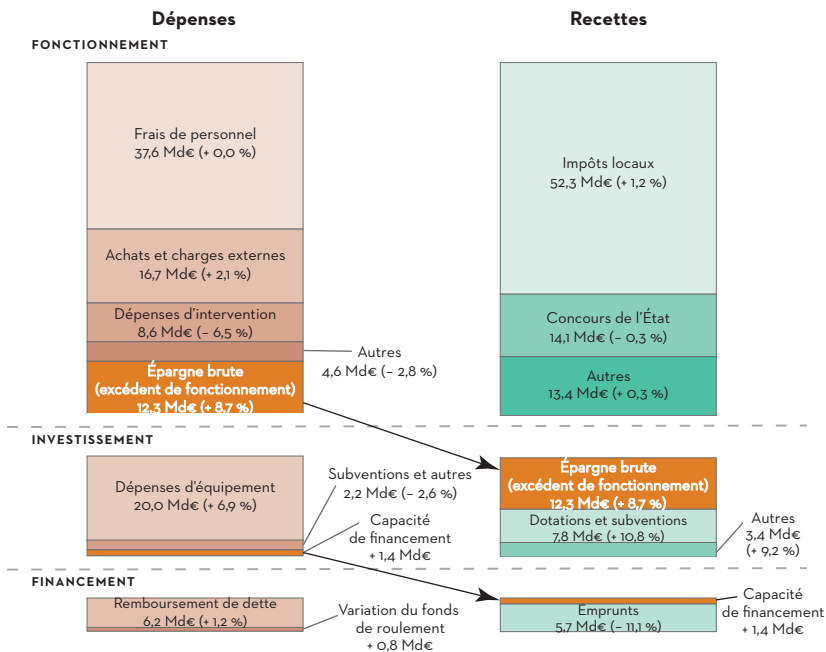 Dépenses
Recettes
FONCTIONNEMENT
Frais de personnel
37,6 Md€ (+ 0,0 %)
Achats et charges externes
16,7 Md€ (+ 2,1 %)
Dépenses d'intervention
8,6 Md€ (– 6,5 %)
Autres
4,6 Md€ (– 2,8 %)
Épargne brute
(excédent de fonctionnement)
12,3 Md€ (+ 8,7 %)
Impôts locaux
52,3 Md€ (+ 1,2 %)
Concours de l'État
14,1 Md€ (– 0,3 %)
Autres
13,4 Md€ (+ 0,3 %)
INVESTISSEMENT
Dépenses d'équipement
20,0 Md€ (+ 6,9 %)
Subventions et autres
2,2 Md€ (– 2,6 %)
Capacité
de financement
+ 1,4 Md€
Épargne brute
(excédent de fonctionnement)
12,3 Md€ (+ 8,7 %)
Dotations et subventions
7,8 Md€ (+ 10,8 %)
Autres
3,4 Md€
(+ 9,2 %)
FINANCEMENT
Remboursement de dette
6,2 Md€ (+ 1,2 %)
Variation du fonds
de roulement
+ 0,8 Md€
Emprunts
5,7 Md€ (– 11,1 %)
Capacité
de financement
+ 1,4 Md€